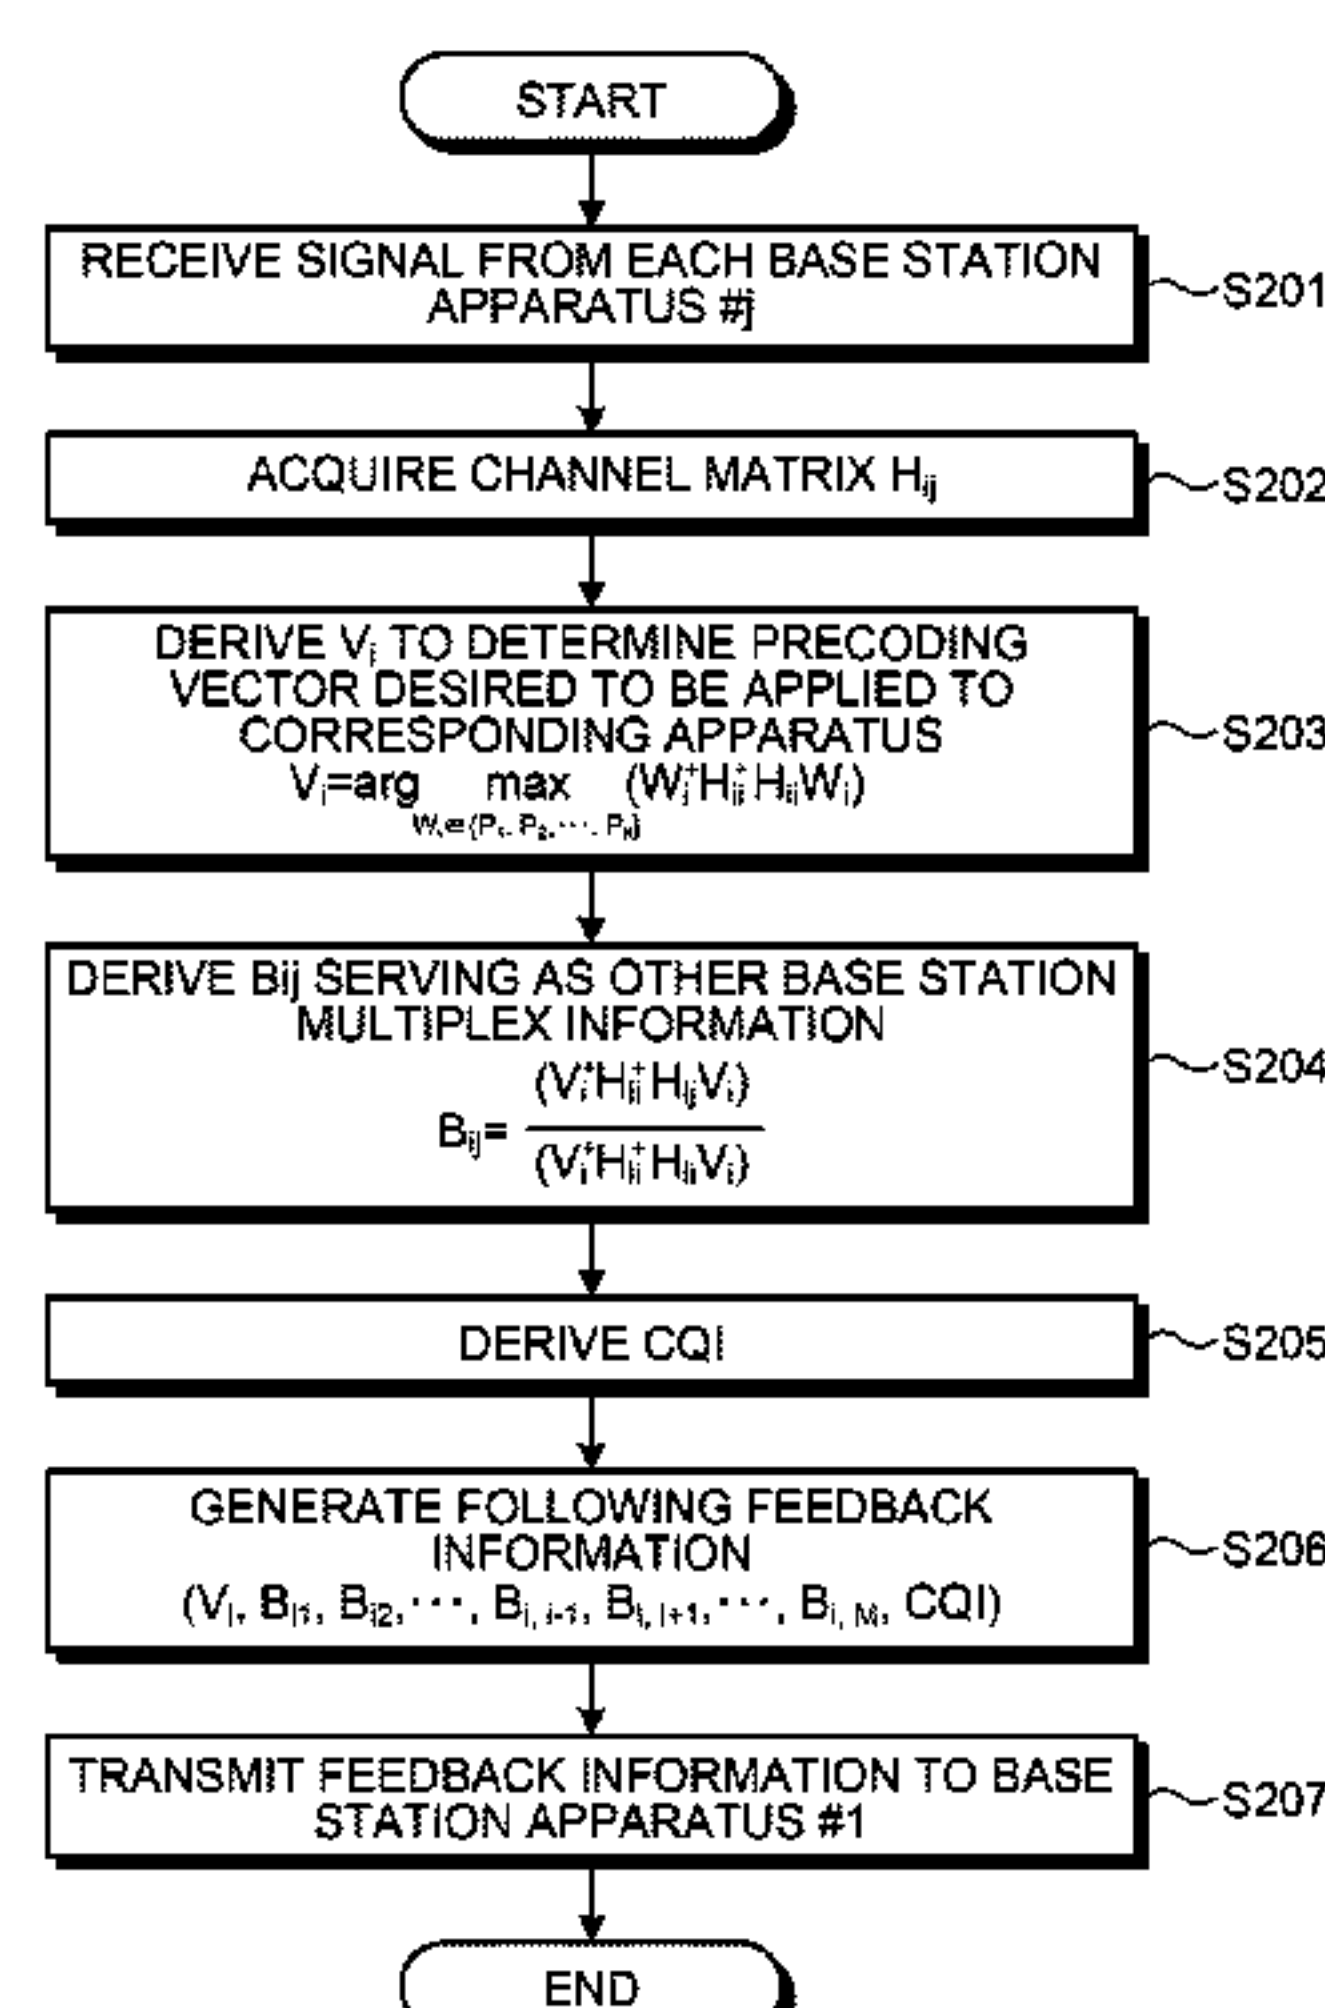 START
RECEIVE SIGNAL FROM EACH BASE STATION
APPARATUS #j
S201
ACQUIRE CHANNEL MATRIX Hij
S202
DERIVE Vi TO DETERMINE PRECODING
VECTOR DESIRED TO BE APPLIED TO
CORRESPONDING APPARATUS
Vi=arg max (Wi+Hii+HiiWi)
Wi∈{P1, P2,⋯, PN}
S203
DERIVE Bij SERVING AS OTHER BASE STATION
MULTIPLEX INFORMATION
(Vi+Hij+HijVi)
Bij=
(Vi+Hii+HiiVi)
S204
DERIVE CQI
S205
GENERATE FOLLOWING FEEDBACK
INFORMATION
(Vi, Bi1, Bi2,⋯, Bi, i-1, Bi, i+1,⋯, Bi, M, CQI)
S206
TRANSMIT FEEDBACK INFORMATION TO BASE
STATION APPARATUS #1
S207
END